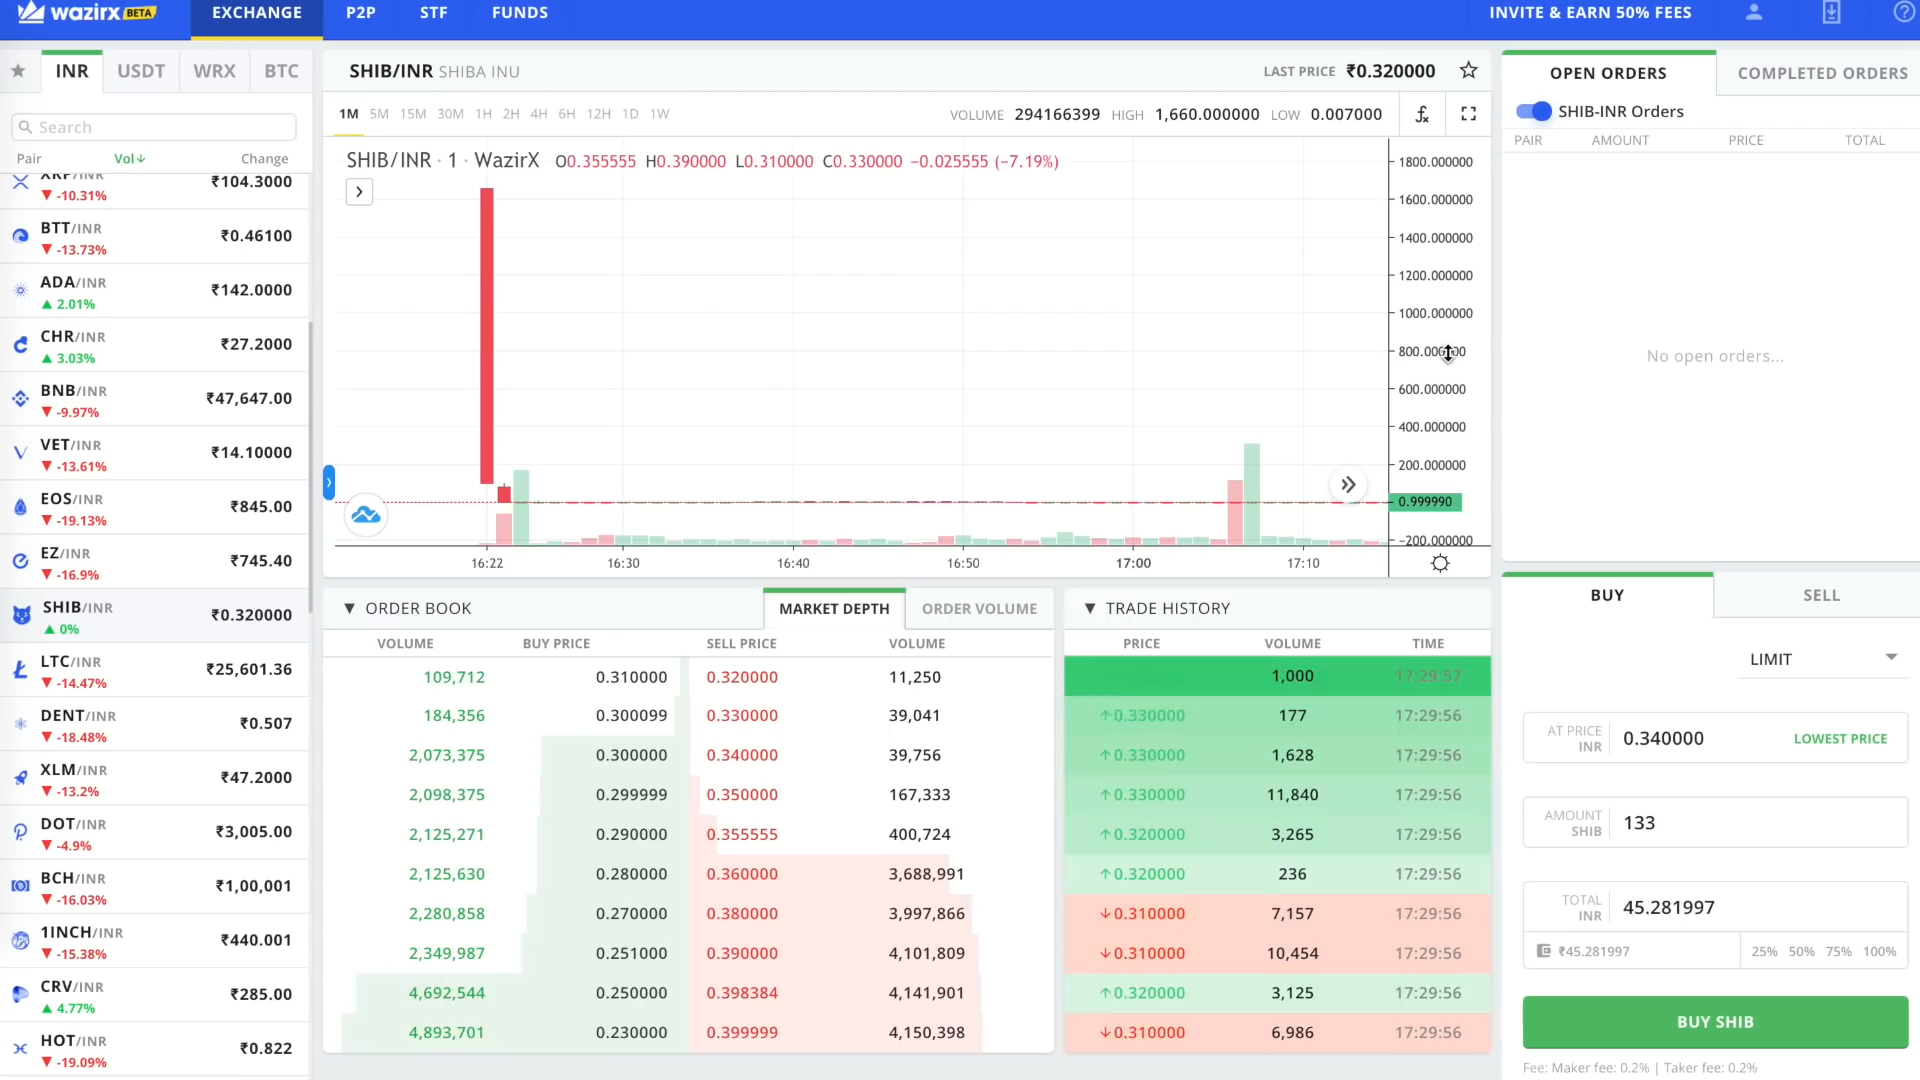 wazirx BETA
EXCHANGE
P2P
STF
FUNDS
INVITE & EARN 50% FEES
INR
USDT
WRX
BTC
Search
Pair Vol↓ Change
XRP/INR ₹104.3000
▼ -10.31%
BTT/INR ₹0.46100
▼ -13.73%
ADA/INR ₹142.0000
▲ 2.01%
CHR/INR ₹27.2000
▲ 3.03%
BNB/INR ₹47,647.00
▼ -9.97%
VET/INR ₹14.10000
▼ -13.61%
EOS/INR ₹845.00
▼ -19.13%
EZ/INR ₹745.40
▼ -16.9%
SHIB/INR ₹0.320000
▲ 0%
LTC/INR ₹25,601.36
▼ -14.47%
DENT/INR ₹0.507
▼ -18.48%
XLM/INR ₹47.2000
▼ -13.2%
DOT/INR ₹3,005.00
▼ -4.9%
BCH/INR ₹1,00,001
▼ -16.03%
1INCH/INR ₹440.001
▼ -15.38%
CRV/INR ₹285.00
▲ 4.77%
HOT/INR ₹0.822
▼ -19.09%
SHIB/INR SHIBA INU
LAST PRICE ₹0.320000
1M 5M 15M 30M 1H 2H 4H 6H 12H 1D 1W
VOLUME 294166399 HIGH 1,660.000000 LOW 0.007000
SHIB/INR · 1 · WazirX O0.355555 H0.390000 L0.310000 C0.330000 −0.025555 (−7.19%)
1800.000000
1600.000000
1400.000000
1200.000000
1000.000000
800.000000
600.000000
400.000000
200.000000
0.999990
−200.000000
16:22 16:30 16:40 16:50 17:00 17:10
▼ ORDER BOOK
MARKET DEPTH
ORDER VOLUME
VOLUME BUY PRICE SELL PRICE VOLUME
109,712 0.310000 0.320000 11,250
184,356 0.300099 0.330000 39,041
2,073,375 0.300000 0.340000 39,756
2,098,375 0.299999 0.350000 167,333
2,125,271 0.290000 0.355555 400,724
2,125,630 0.280000 0.360000 3,688,991
2,280,858 0.270000 0.380000 3,997,866
2,349,987 0.251000 0.390000 4,101,809
4,692,544 0.250000 0.398384 4,141,901
4,893,701 0.230000 0.399999 4,150,398
▼ TRADE HISTORY
PRICE VOLUME TIME
1,000 17:29:57
↑0.330000 177 17:29:56
↑0.330000 1,628 17:29:56
↑0.330000 11,840 17:29:56
↑0.320000 3,265 17:29:56
↑0.320000 236 17:29:56
↓0.310000 7,157 17:29:56
↓0.310000 10,454 17:29:56
↑0.320000 3,125 17:29:56
↓0.310000 6,986 17:29:56
OPEN ORDERS
COMPLETED ORDERS
SHIB-INR Orders
PAIR AMOUNT PRICE TOTAL
No open orders...
BUY
SELL
LIMIT
AT PRICE INR 0.340000 LOWEST PRICE
AMOUNT SHIB 133
TOTAL INR 45.281997
₹45.281997 25% 50% 75% 100%
BUY SHIB
Fee: Maker fee: 0.2% | Taker fee: 0.2%